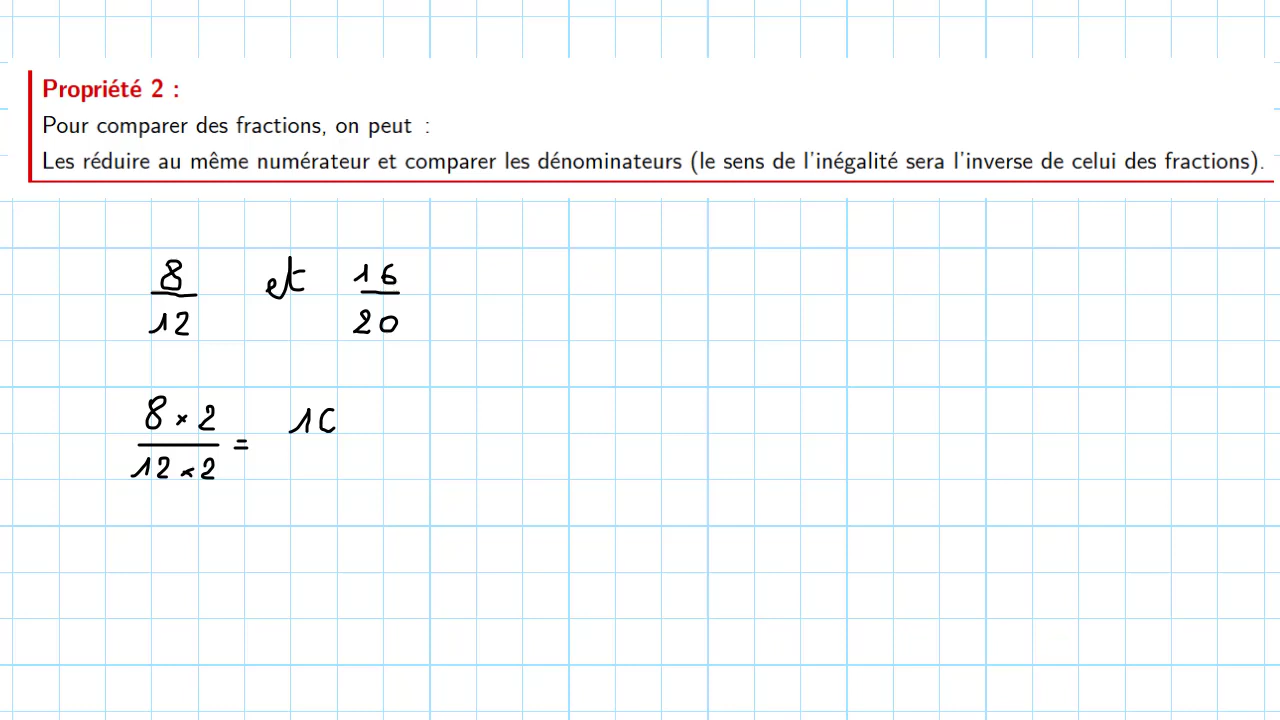 Propriété 2 :
Pour comparer des fractions, on peut :
Les réduire au même numérateur et comparer les dénominateurs (le sens de l'inégalité sera l'inverse de celui des fractions).
8 et 16
12 20
8 × 2 = 1
12 × 2